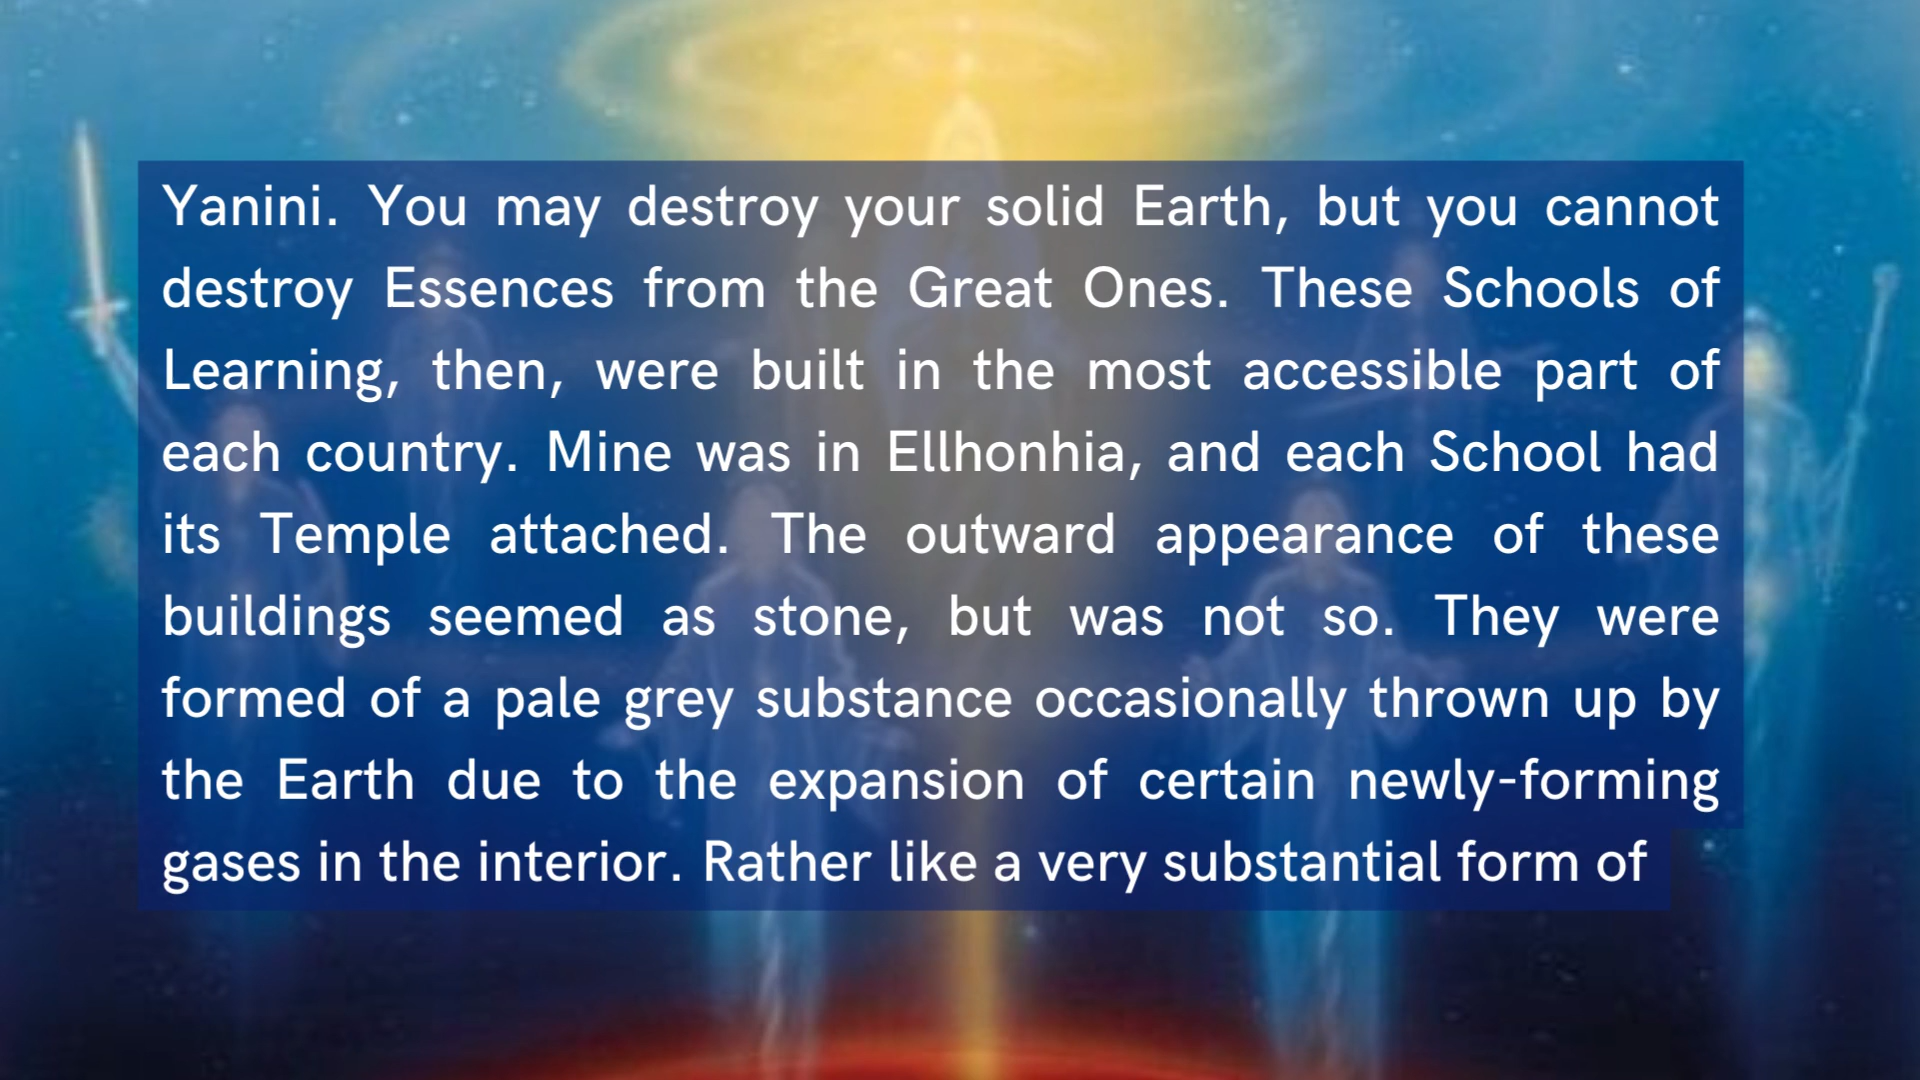 Yanini. You may destroy your solid Earth, but you cannot
destroy Essences from the Great Ones. These Schools of
Learning, then, were built in the most accessible part of
each country. Mine was in Ellhonhia, and each School had
its Temple attached. The outward appearance of these
buildings seemed as stone, but was not so. They were
formed of a pale grey substance occasionally thrown up by
the Earth due to the expansion of certain newly-forming
gases in the interior. Rather like a very substantial form of